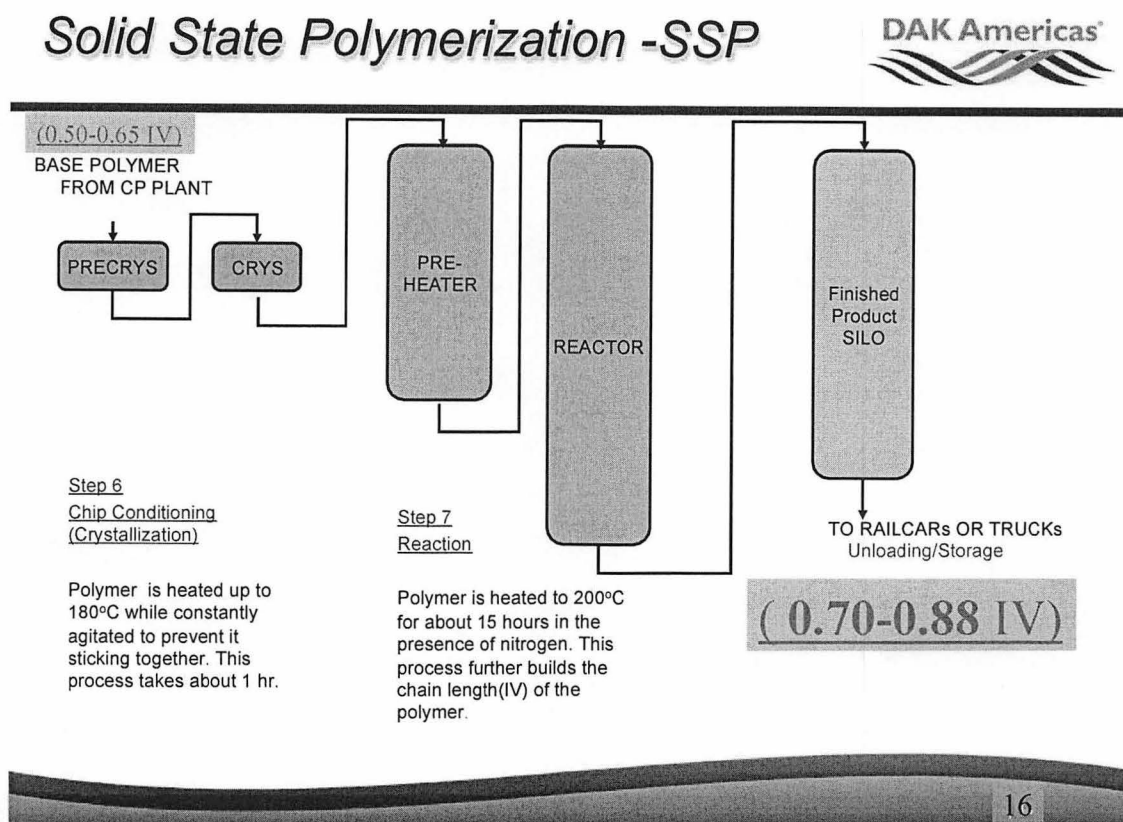 Solid State Polymerization -SSP
DAK Americas
(0.50-0.65 IV)
BASE POLYMER
FROM CP PLANT
PRECRYS
CRYS
PRE-
HEATER
REACTOR
Finished
Product
SILO
Step 6
Chip Conditioning
(Crystallization)
Polymer is heated up to
180ºC while constantly
agitated to prevent it
sticking together. This
process takes about 1 hr.
Step 7
Reaction
Polymer is heated to 200ºC
for about 15 hours in the
presence of nitrogen. This
process further builds the
chain length(IV) of the
polymer.
TO RAILCARs OR TRUCKs
Unloading/Storage
( 0.70-0.88 IV)
16